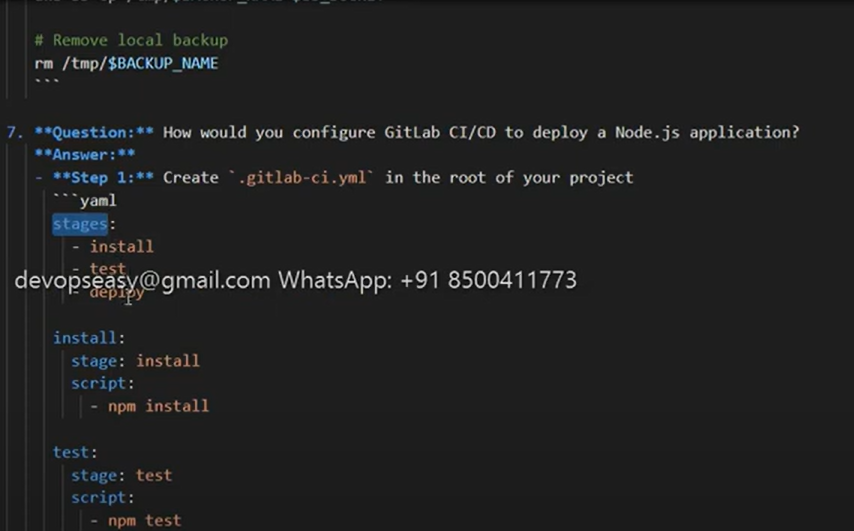 # Remove local backup
rm /tmp/$BACKUP_NAME
```
7. **Question:** How would you configure GitLab CI/CD to deploy a Node.js application?
**Answer:**
- **Step 1:** Create `.gitlab-ci.yml` in the root of your project
```yaml
stages:
- install
- test
devopseasy@gmail.com WhatsApp: +91 8500411773
- deploy
install:
stage: install
script:
- npm install
test:
stage: test
script:
- npm test